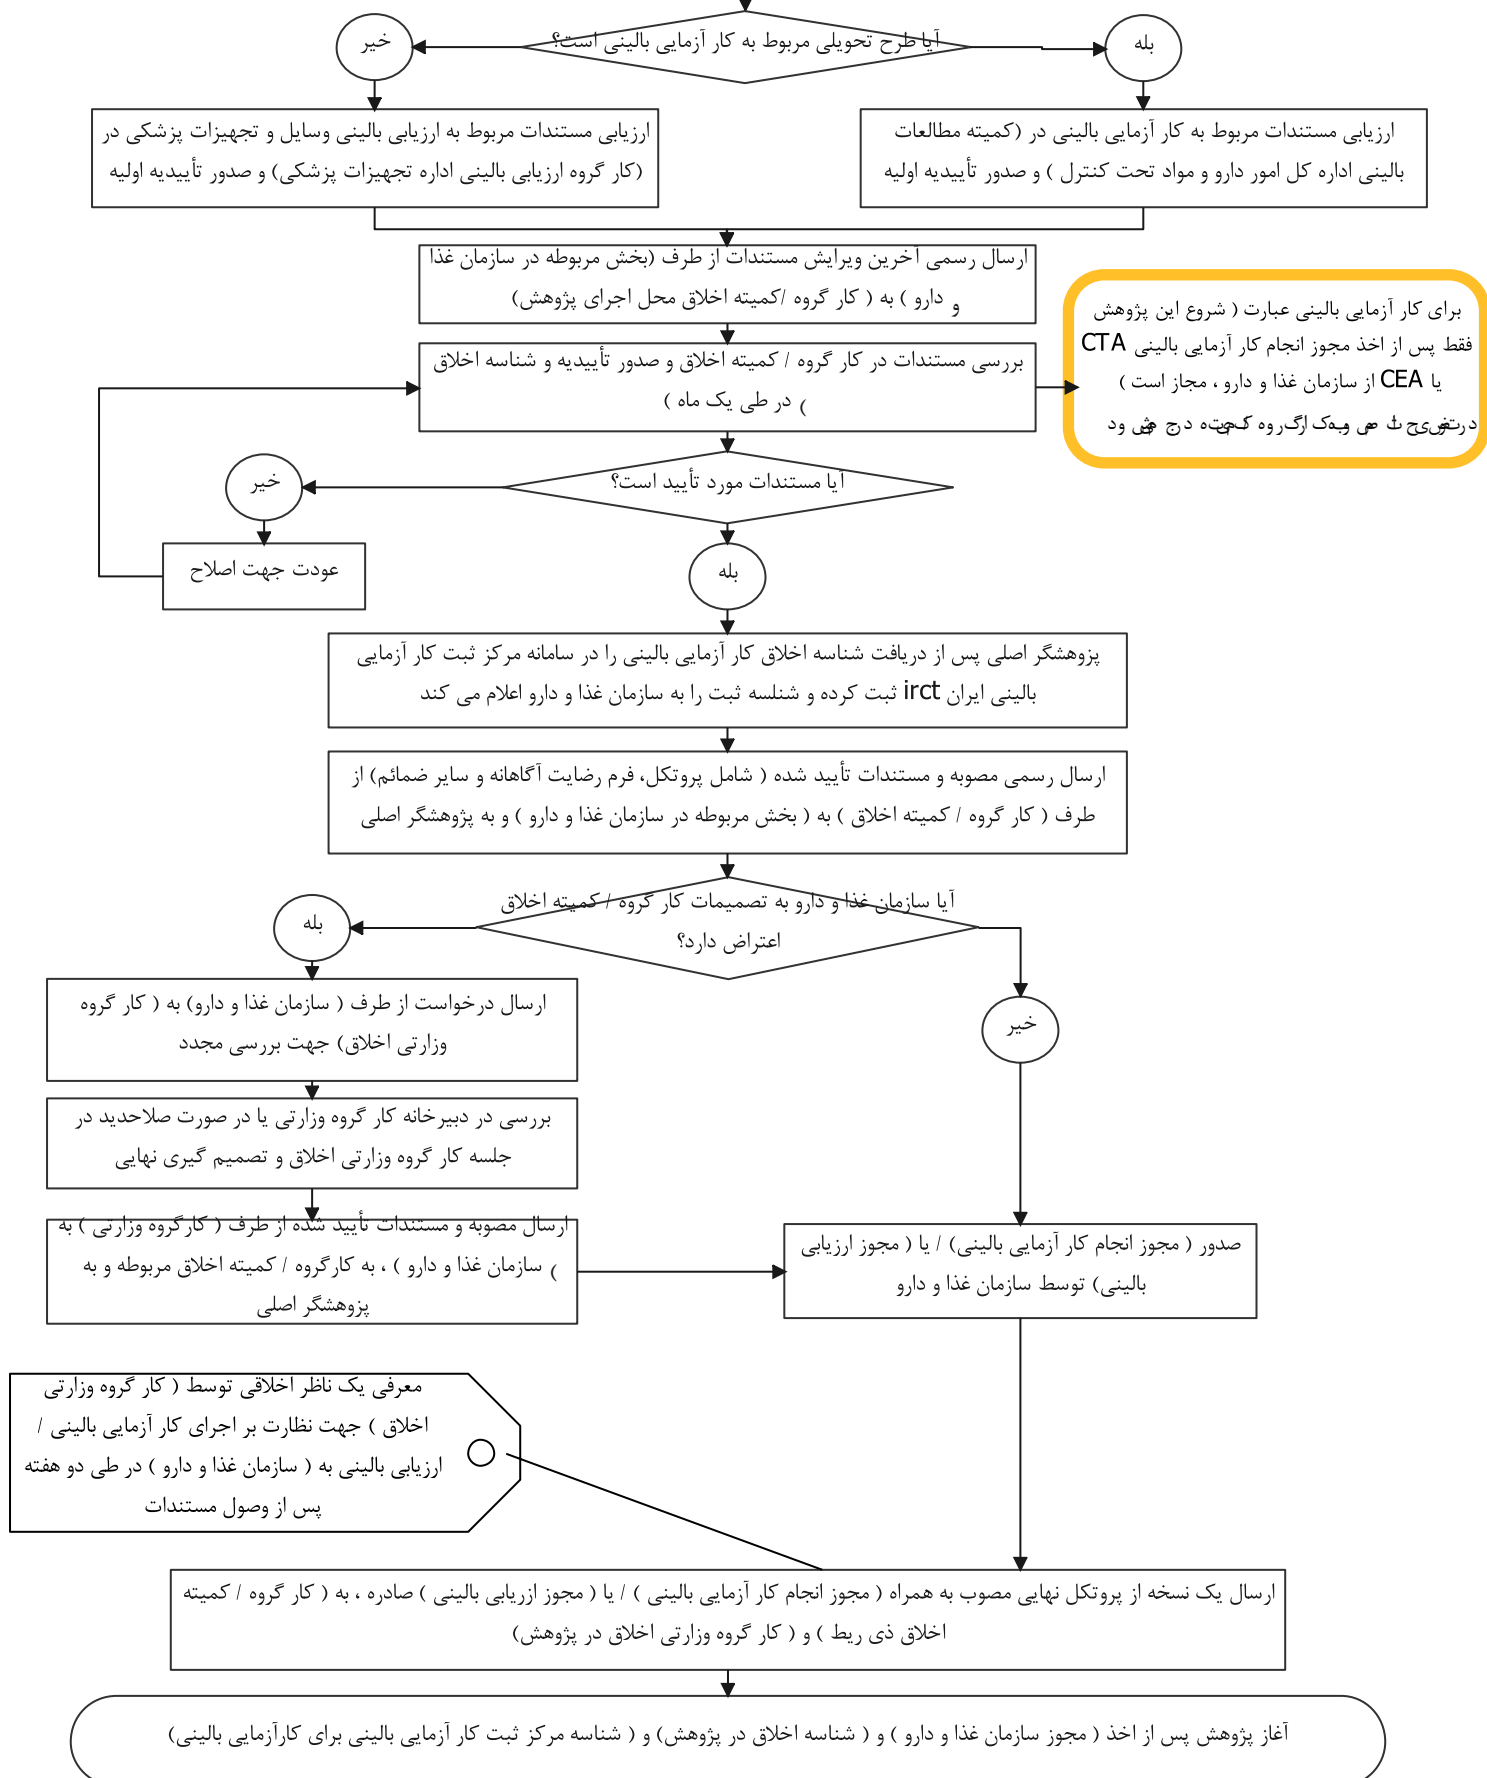 آیا طرح تحویلی مربوط به کار آزمایی بالینی است؟
بله
خیر
ارزیابی مستندات مربوط به کار آزمایی بالینی در (کمیته مطالعات
بالینی اداره کل امور دارو و مواد تحت کنترل ) و صدور تأییدیه اولیه
ارزیابی مستندات مربوط به ارزیابی بالینی وسایل و تجهیزات پزشکی در
(کار گروه ارزیابی بالینی اداره تجهیزات پزشکی) و صدور تأییدیه اولیه
ارسال رسمی آخرین ویرایش مستندات از طرف (بخش مربوطه در سازمان غذا
و دارو ) به ( کار گروه /کمیته اخلاق محل اجرای پژوهش)
برای کار آزمایی بالینی عبارت ( شروع این پژوهش
فقط پس از اخذ مجوز انجام کار آزمایی بالینی CTA
یا CEA از سازمان غذا و دارو ، مجاز است )
بررسی مستندات در کار گروه / کمیته اخلاق و صدور تأییدیه و شناسه اخلاق
( در طی یک ماه )
آیا مستندات مورد تأیید است؟
خیر
عودت جهت اصلاح
بله
پزوهشگر اصلی پس از دریافت شناسه اخلاق کار آزمایی بالینی را در سامانه مرکز ثبت کار آزمایی
بالینی ایران irct ثبت کرده و شنلسه ثبت را به سازمان غذا و دارو اعلام می کند
ارسال رسمی مصوبه و مستندات تأیید شده ( شامل پروتکل، فرم رضایت آگاهانه و سایر ضمائم) از
طرف ( کار گروه / کمیته اخلاق ) به ( بخش مربوطه در سازمان غذا و دارو ) و به پژوهشگر اصلی
آیا سازمان غذا و دارو به تصمیمات کار گروه / کمیته اخلاق
اعتراض دارد؟
بله
خیر
ارسال درخواست از طرف ( سازمان غذا و دارو) به ( کار گروه
وزارتی اخلاق) جهت بررسی مجدد
بررسی در دبیرخانه کار گروه وزارتی یا در صورت صلاحدید در
جلسه کار گروه وزارتی اخلاق و تصمیم گیری نهایی
ارسال مصوبه و مستندات تأیید شده از طرف ( کارگروه وزارتی ) به
( سازمان غذا و دارو ) ، به کارگروه / کمیته اخلاق مربوطه و به
پزوهشگر اصلی
صدور ( مجوز انجام کار آزمایی بالینی) / یا ( مجوز ارزیابی
بالینی) توسط سازمان غذا و دارو
معرفی یک ناظر اخلاقی توسط ( کار گروه وزارتی
اخلاق ) جهت نظارت بر اجرای کار آزمایی بالینی /
ارزیابی بالینی به ( سازمان غذا و دارو ) در طی دو هفته
پس از وصول مستندات
ارسال یک نسخه از پروتکل نهایی مصوب به همراه ( مجوز انجام کار آزمایی بالینی ) / یا ( مجوز ازریابی بالینی ) صادره ، به ( کار گروه / کمیته
اخلاق ذی ریط ) و ( کار گروه وزارتی اخلاق در پژوهش)
آغاز پژوهش پس از اخذ ( مجوز سازمان غذا و دارو ) و ( شناسه اخلاق در پژوهش) و ( شناسه مرکز ثبت کار آزمایی بالینی برای کارآزمایی بالینی)